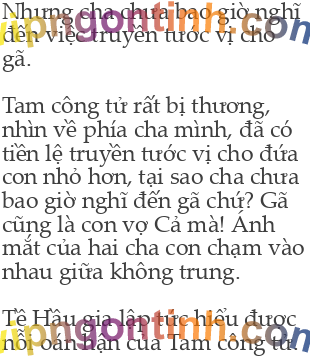 Nhưng cha chưa bao giờ nghĩ
đến việc truyền tước vị cho
gã.
Tam công tử rất bị thương,
nhìn về phía cha mình, đã có
tiền lệ truyền tước vị cho đứa
con nhỏ hơn, tại sao cha chưa
bao giờ nghĩ đến gã chứ? Gã
cũng là con vợ Cả mà! Ánh
mắt của hai cha con chạm vào
nhau giữa không trung.
Tề Hầu gia lập tức hiểu được
nỗi oán hận của Tam công tử.
vipngontinh.com
vipngontinh.com